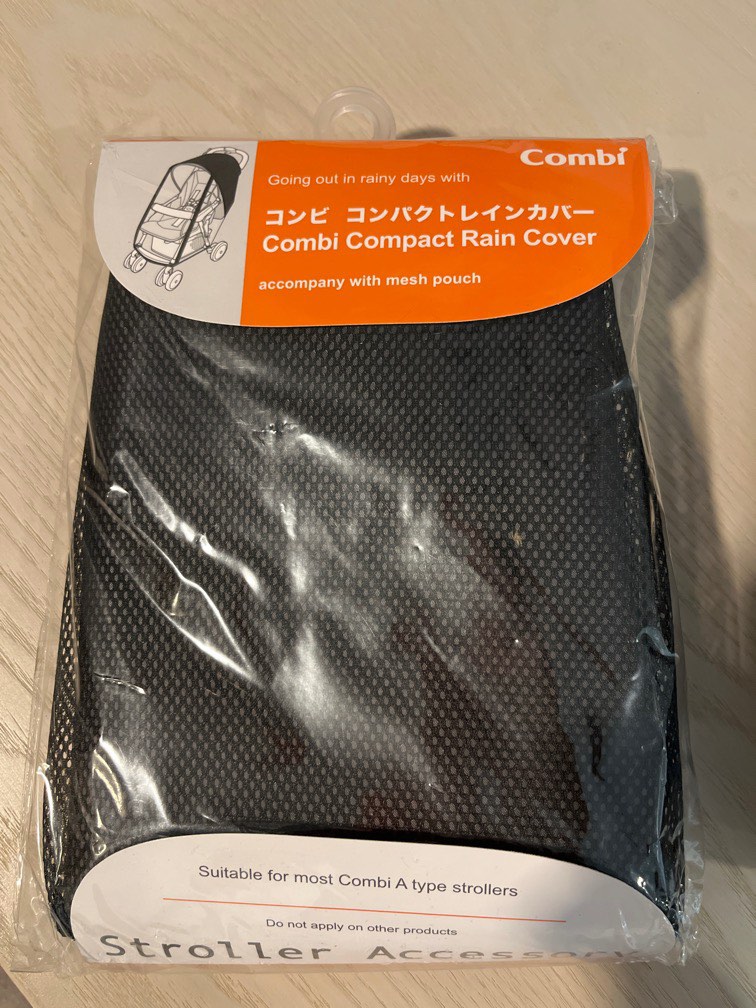 Combi
Going out in rainy days with
コンビ コンパクトレインカバー
Combi Compact Rain Cover
accompany with mesh pouch
Suitable for most Combi A type strollers
Do not apply on other products
Stroller Accessory